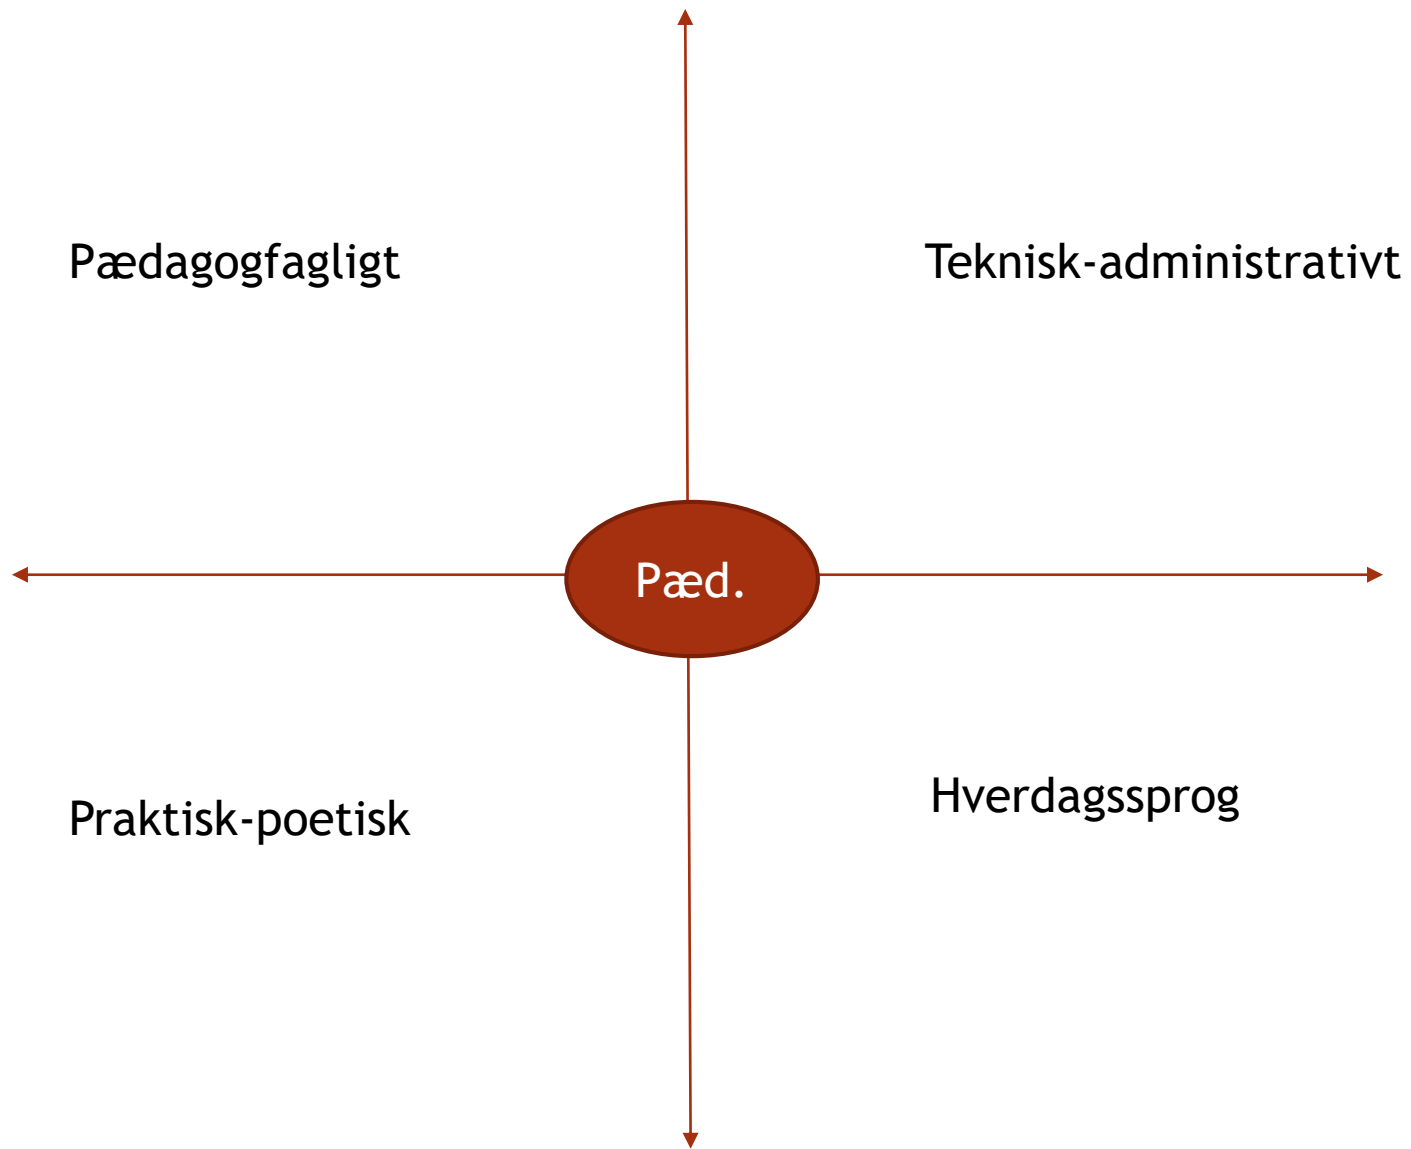 Pædagogfagligt
Teknisk-administrativt
Pæd.
Praktisk-poetisk
Hverdagssprog